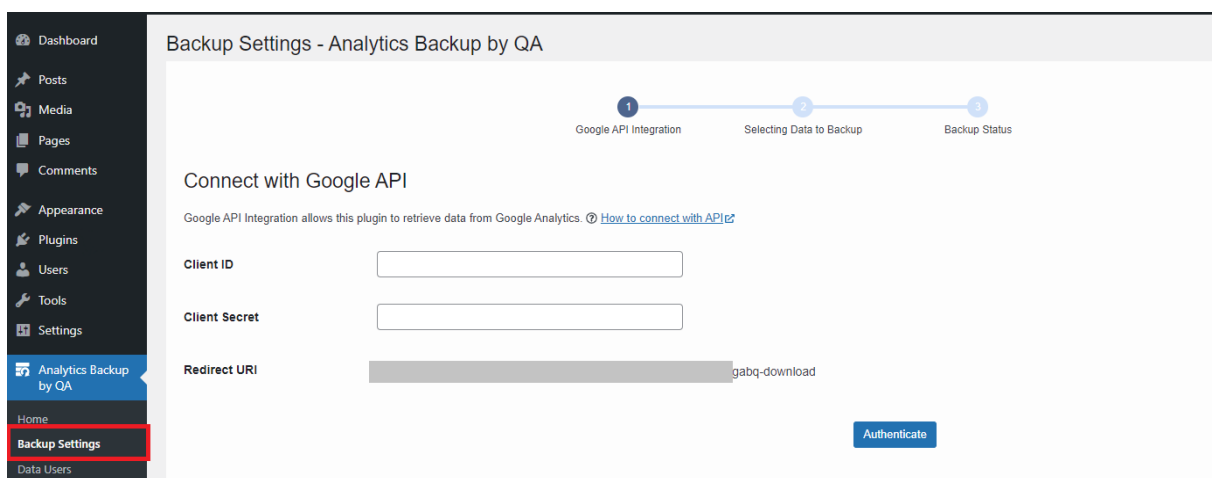 Dashboard
Posts
Media
Pages
Comments
Appearance
Plugins
Users
Tools
Settings
Analytics Backup
by QA
Home
Backup Settings
Data Users
Backup Settings - Analytics Backup by QA
1
2
3
Google API Integration
Selecting Data to Backup
Backup Status
Connect with Google API
Google API Integration allows this plugin to retrieve data from Google Analytics. ? How to connect with API
Client ID
Client Secret
Redirect URI
gabq-download
Authenticate